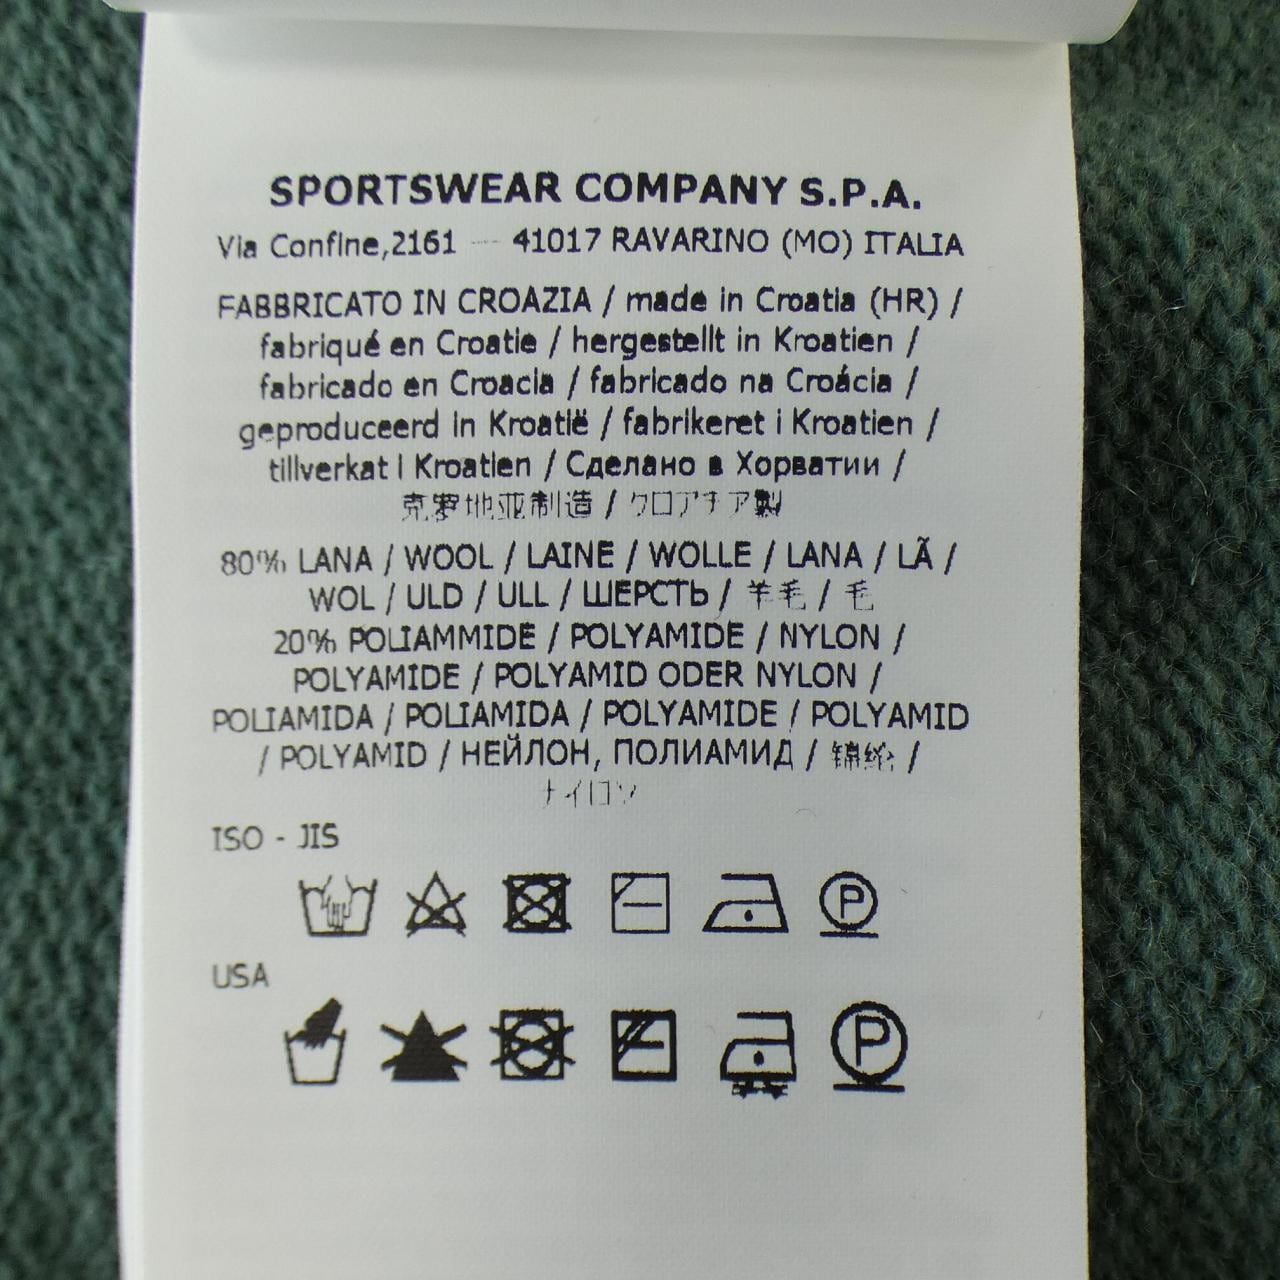 SPORTSWEAR COMPANY S.P.A.
Via Confine,2161 — 41017 RAVARINO (MO) ITALIA
FABBRICATO IN CROAZIA / made in Croatia (HR) /
fabriqué en Croatie / hergestellt in Kroatien /
fabricado en Croacia / fabricado na Croácia /
geproduceerd in Kroatië / fabrikeret i Kroatien /
tillverkat i Kroatien / Сделано в Хорватии /
克罗地亚制造 / クロアチア製
80% LANA / WOOL / LAINE / WOLLE / LANA / LÃ /
WOL / ULD / ULL / ШЕРСТЬ / 羊毛 / 毛
20% POLIAMMIDE / POLYAMIDE / NYLON /
POLYAMIDE / POLYAMID ODER NYLON /
POLIAMIDA / POLIAMIDA / POLYAMIDE / POLYAMID
/ POLYAMID / НЕЙЛОН, ПОЛИАМИД / 锦纶 /
ナイロン
ISO - JIS
P
USA
P